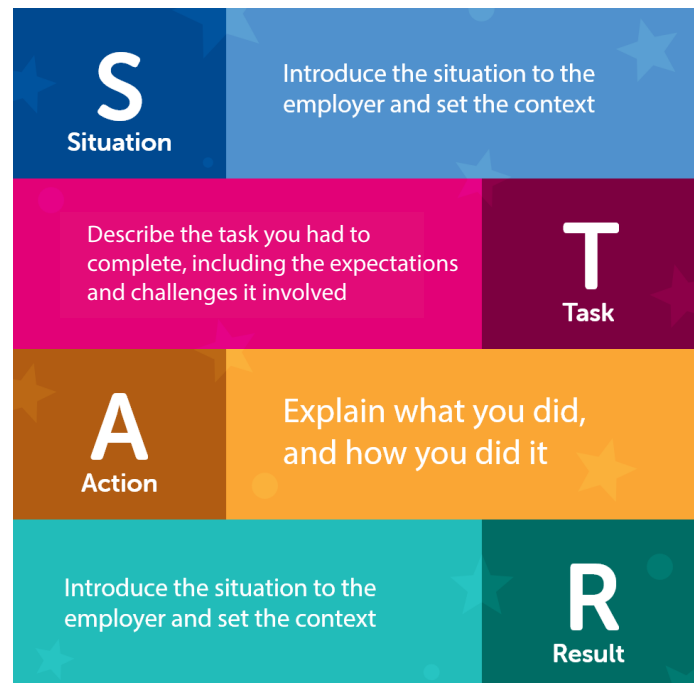 S
Situation
Introduce the situation to the
employer and set the context
Describe the task you had to
complete, including the expectations
and challenges it involved
T
Task
A
Action
Explain what you did,
and how you did it
Introduce the situation to the
employer and set the context
R
Result